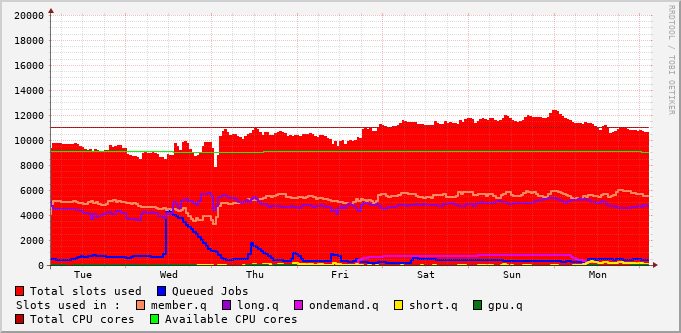 RRDTOOL / TOBI OETIKER
20000
18000
16000
14000
12000
10000
8000
6000
4000
2000
0
Tue Wed Thu Fri Sat Sun Mon
Total slots used Queued Jobs
Slots used in : member.q long.q ondemand.q short.q gpu.q
Total CPU cores Available CPU cores